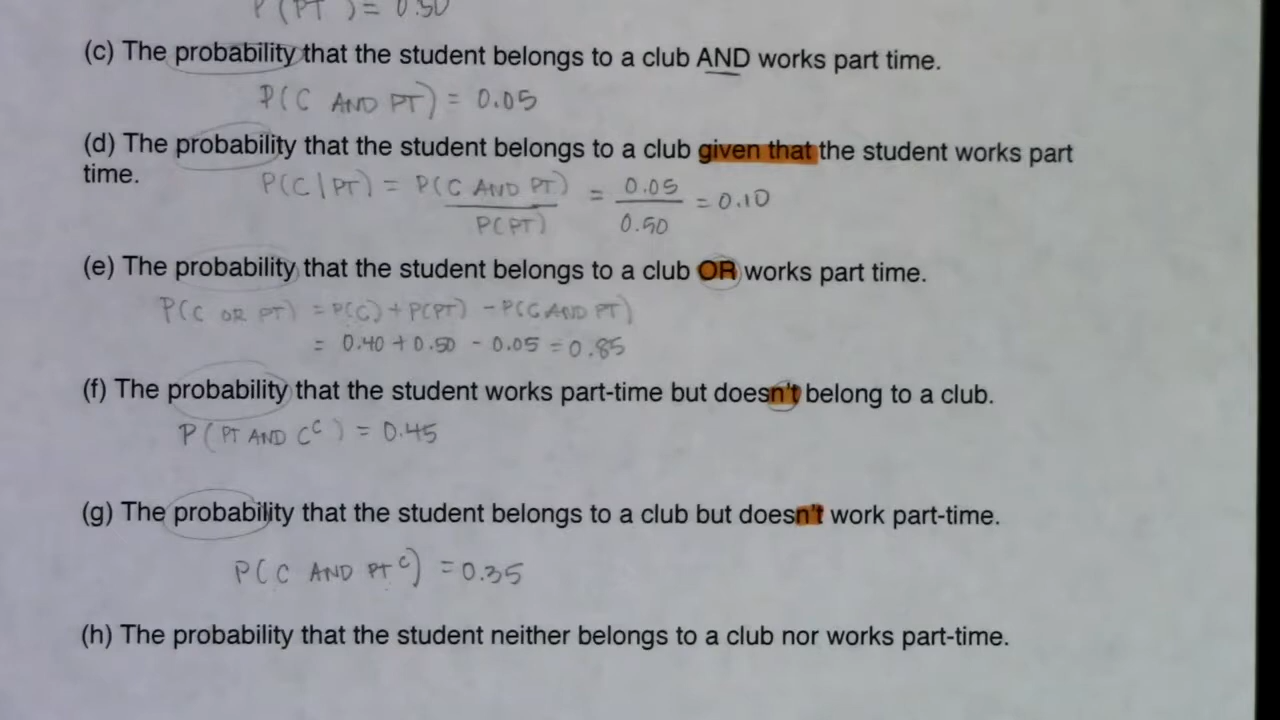 P(PT) = 0.50
(c) The probability that the student belongs to a club AND works part time.
P(C AND PT) = 0.05
(d) The probability that the student belongs to a club given that the student works part
time.
P(C|PT) = P(C AND PT) / P(PT) = 0.05 / 0.50 = 0.10
(e) The probability that the student belongs to a club OR works part time.
P(C OR PT) = P(C) + P(PT) - P(C AND PT)
= 0.40 + 0.50 - 0.05 = 0.85
(f) The probability that the student works part-time but doesn't belong to a club.
P(PT AND Cᶜ) = 0.45
(g) The probability that the student belongs to a club but doesn't work part-time.
P(C AND PTᶜ) = 0.35
(h) The probability that the student neither belongs to a club nor works part-time.